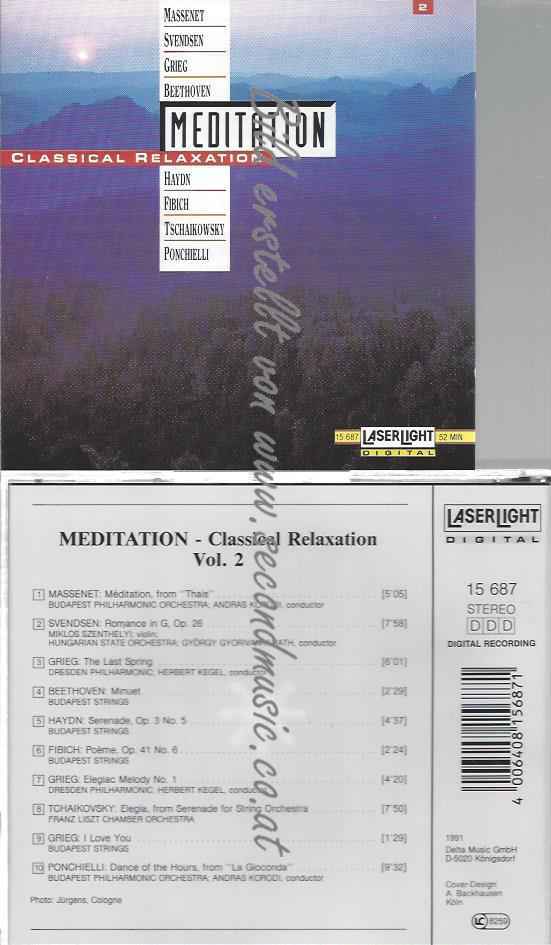 2
MASSENET
SVENDSEN
GRIEG
BEETHOVEN
MEDITATION
CLASSICAL RELAXATION
HAYDN
FIBICH
TSCHAIKOWSKY
PONCHIELLI
15 687 LASERLIGHT 52 MIN
DIGITAL
Bild erstellt von www.recordmusic.co.at
MEDITATION - Classical Relaxation
Vol. 2
1 MASSENET: Méditation, from "Thais" [5'05]
BUDAPEST PHILHARMONIC ORCHESTRA; ANDRAS KORODI, conductor
2 SVENDSEN: Romance in G, Op. 26 [7'58]
MIKLOS SZENTHELYI; violin;
HUNGARIAN STATE ORCHESTRA; GYÖRGY conductor
3 GRIEG: The Last Spring [6'01]
DRESDEN PHILHARMONIC; HERBERT KEGEL, conductor
4 BEETHOVEN: Minuet [2'29]
BUDAPEST STRINGS
5 HAYDN: Serenade, Op. 3 No. 5 [4'37]
BUDAPEST STRINGS
6 FIBICH: Poème, Op. 41 No. 6 [2'24]
BUDAPEST STRINGS
7 GRIEG: Elegiac Melody No. 1 [4'20]
DRESDEN PHILHARMONIC; HERBERT KEGEL, conductor
8 TCHAIKOVSKY: Elegia, from Serenade for String Orchestra [7'50]
FRANZ LISZT CHAMBER ORCHESTRA
9 GRIEG: I Love You [1'29]
BUDAPEST STRINGS
10 PONCHIELLI: Dance of the Hours, from "La Gioconda" [9'32]
BUDAPEST PHILHARMONIC ORCHESTRA; ANDRAS KORODI, conductor
Photo: Jürgens, Cologne
LASERLIGHT
DIGITAL
15 687
STEREO
DDD
DIGITAL RECORDING
4 006408 156871
1991
Delta Music GmbH
D-5020 Königsdorf
Cover-Design
A. Backhausen
Köln
LC 8259